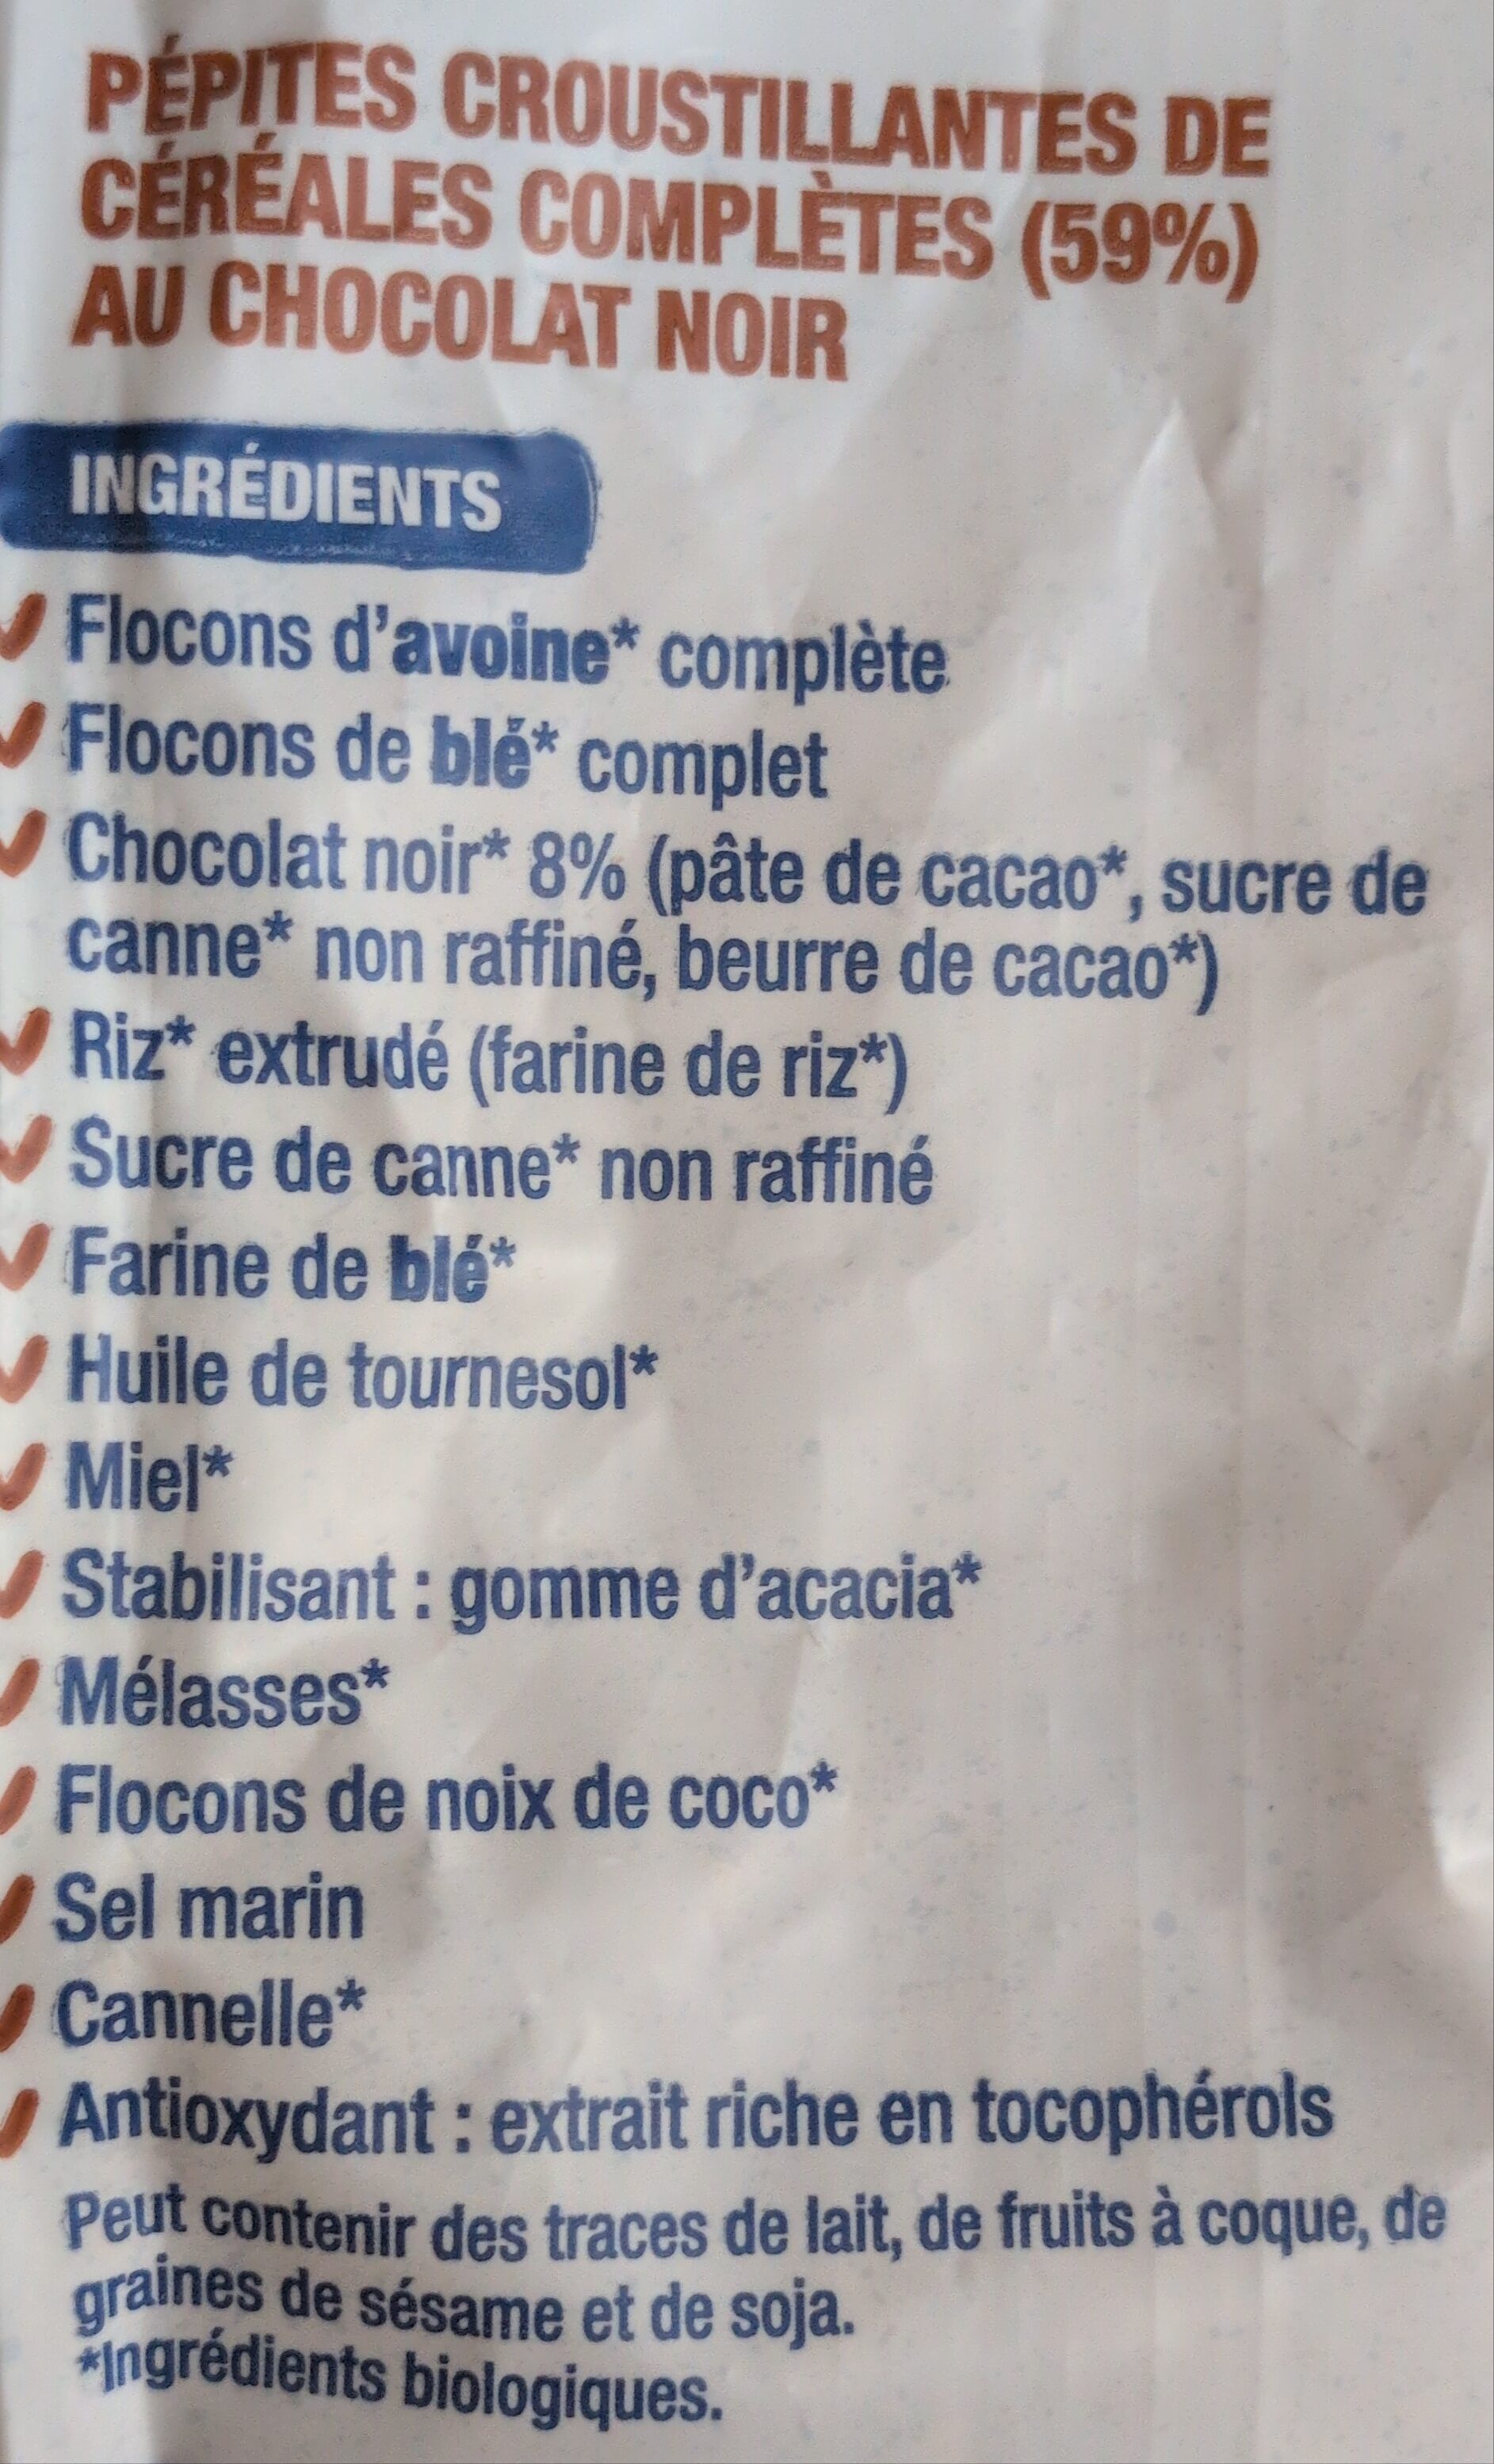 PÉPITES CROUSTILLANTES DE
CÉRÉALES COMPLÈTES (59%)
AU CHOCOLAT NOIR
INGRÉDIENTS
Flocons d'avoine* complète
Flocons de blé* complet
Chocolat noir* 8% (pâte de cacao*, sucre de
canne* non raffiné, beurre de cacao*)
Riz* extrudé (farine de riz*)
Sucre de canne* non raffiné
Farine de blé*
Huile de tournesol*
Miel*
Stabilisant : gomme d'acacia*
Mélasses*
Flocons de noix de coco*
Sel marin
Cannelle*
Antioxydant : extrait riche en tocophérols
Peut contenir des traces de lait, de fruits à coque, de
graines de sésame et de soja.
*Ingrédients biologiques.